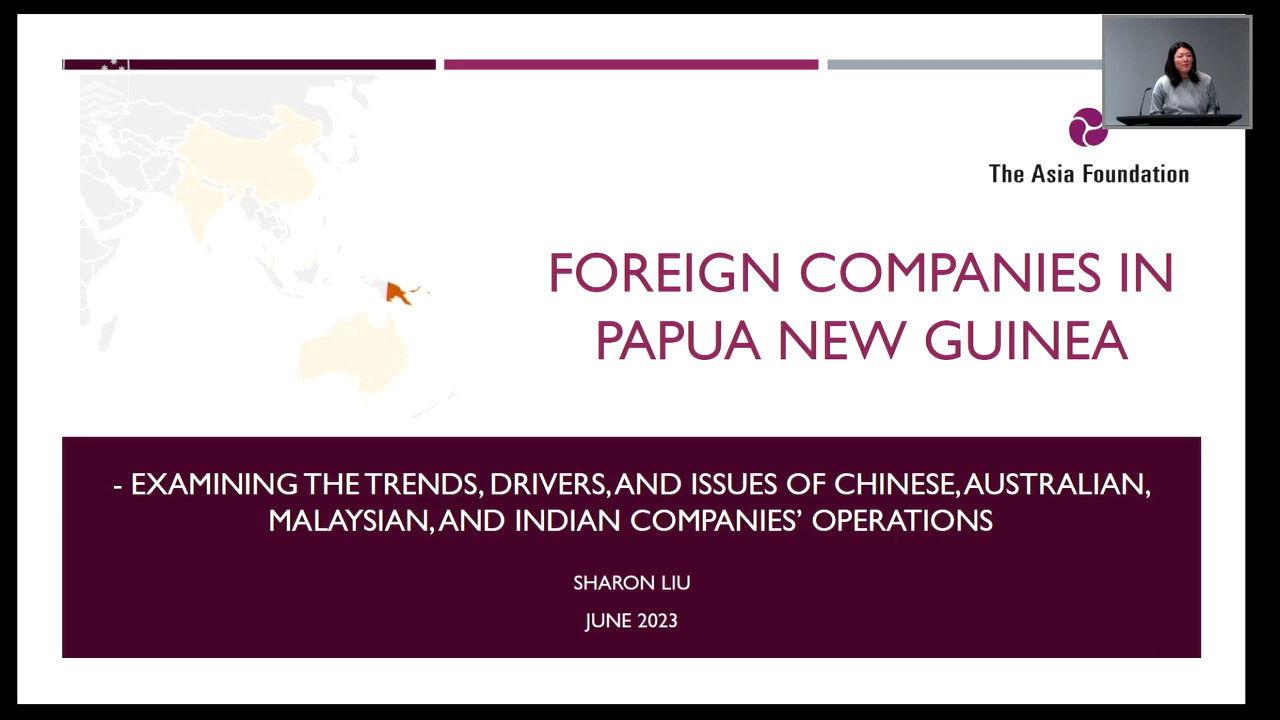 The Asia Foundation
FOREIGN COMPANIES IN
PAPUA NEW GUINEA
- EXAMINING THE TRENDS, DRIVERS, AND ISSUES OF CHINESE, AUSTRALIAN,
MALAYSIAN, AND INDIAN COMPANIES' OPERATIONS
SHARON LIU
JUNE 2023